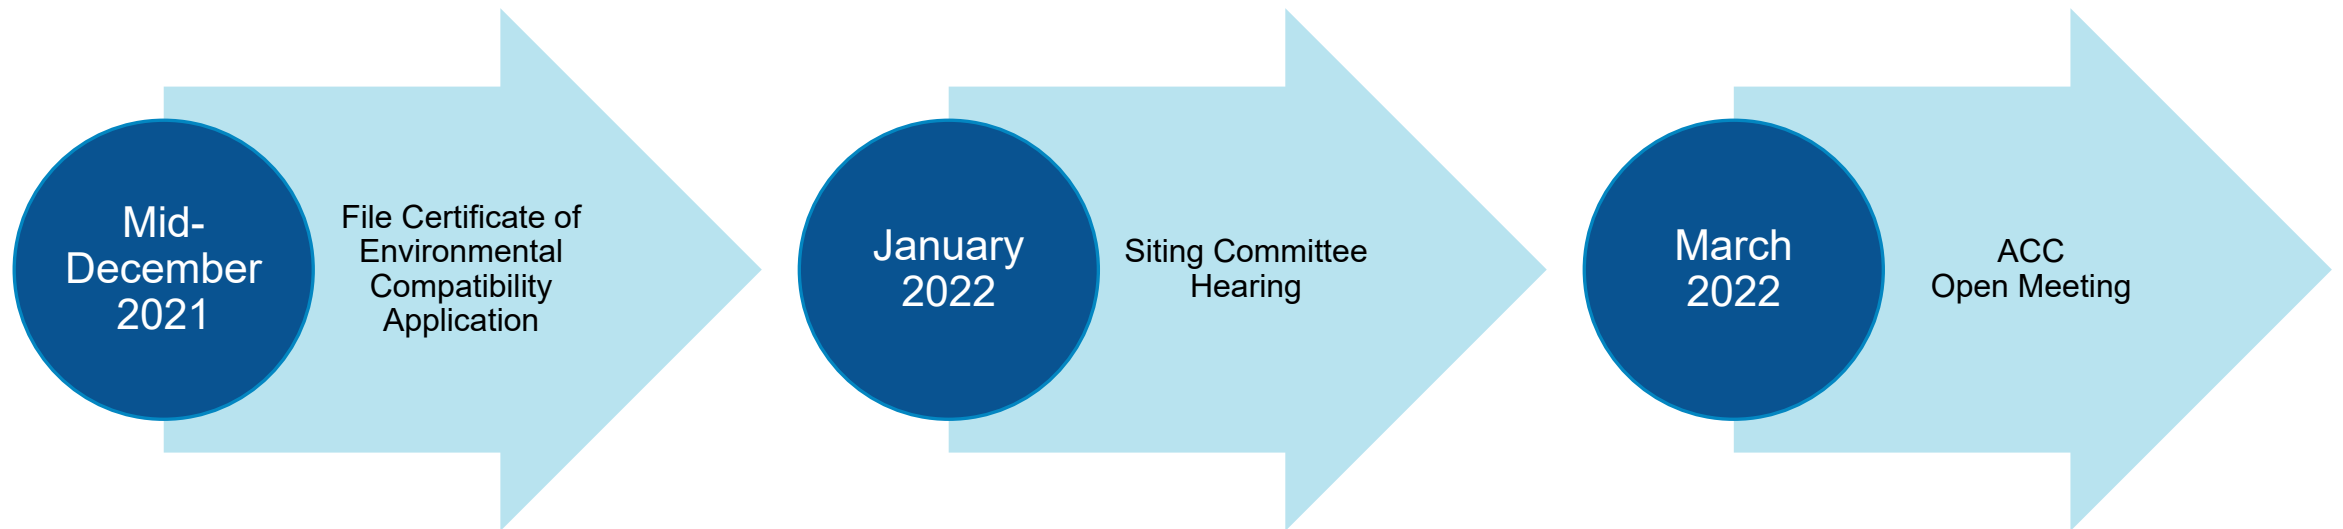 Mid-
December
2021
File Certificate of
Environmental
Compatibility
Application
January
2022
Siting Committee
Hearing
March
2022
ACC
Open Meeting